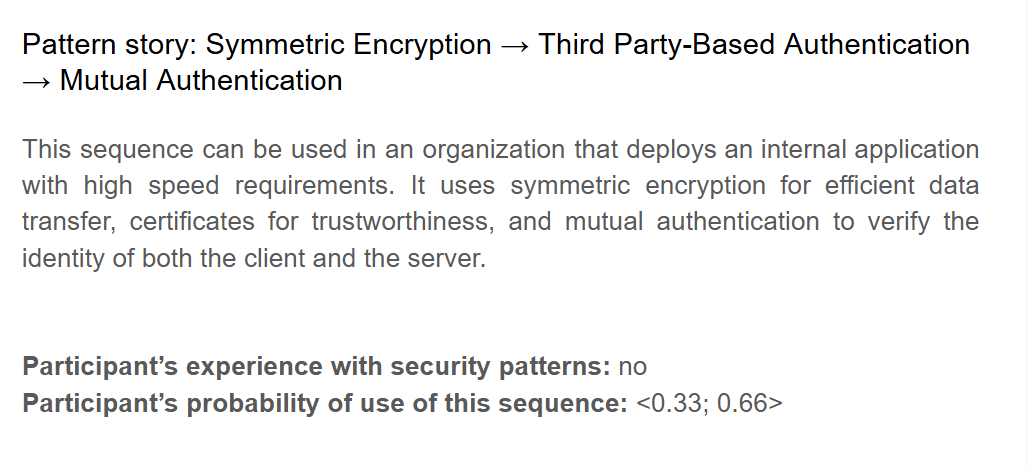 Pattern story: Symmetric Encryption → Third Party-Based Authentication
→ Mutual Authentication
This sequence can be used in an organization that deploys an internal application
with high speed requirements. It uses symmetric encryption for efficient data
transfer, certificates for trustworthiness, and mutual authentication to verify the
identity of both the client and the server.
Participant’s experience with security patterns: no
Participant’s probability of use of this sequence: <0.33; 0.66>